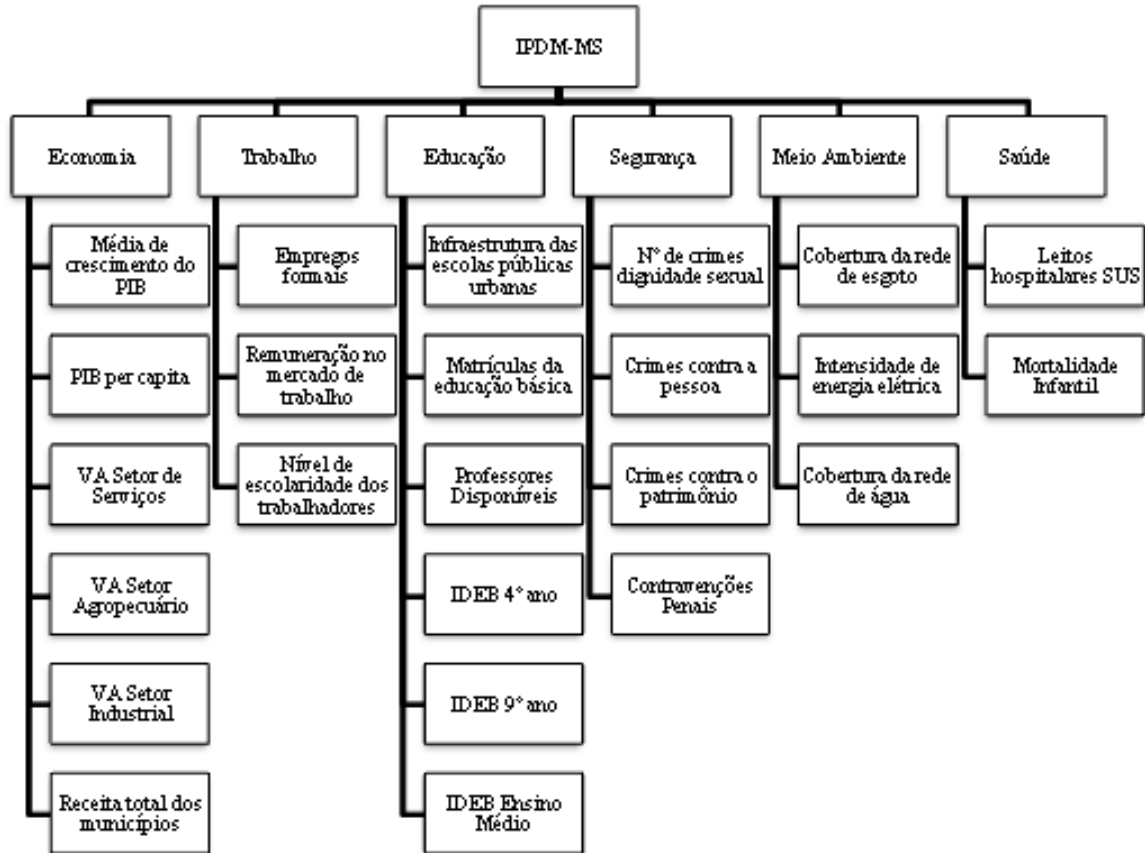 IPDM-MS
Economia
Trabalho
Educação
Segurança
Meio Ambiente
Saúde
Média de
crescimento do
PIB
PIB per capita
VA Setor de
Serviços
VA Setor
Agropecuário
VA Setor
Industrial
Receita total dos
municípios
Empregos
formais
Remuneração no
mercado de
trabalho
Nível de
escolaridade dos
trabalhadores
Infraestrutura das
escolas públicas
urbanas
Matrículas da
educação básica
Professores
Disponíveis
IDEB 4° ano
IDEB 9° ano
IDEB Ensino
Médio
N° de crimes
dignidade sexual
Crimes contra a
pessoa
Crimes contra o
patrimônio
Contravenções
Penais
Cobertura da rede
de esgoto
Intensidade de
energia elétrica
Cobertura da rede
de água
Leitos
hospitalares SUS
Mortalidade
Infantil